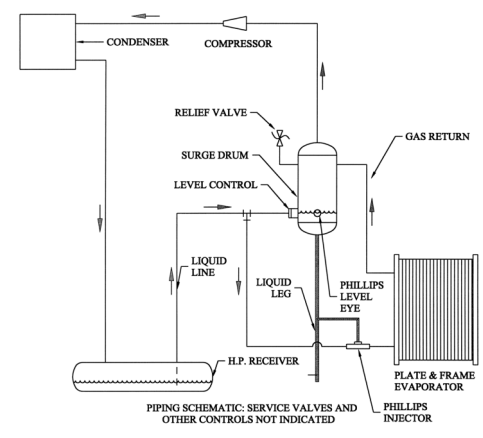 CONDENSER
COMPRESSOR
RELIEF VALVE
GAS RETURN
SURGE DRUM
LEVEL CONTROL
LIQUID
LINE
LIQUID
LEG
PHILLIPS
LEVEL
EYE
H.P. RECEIVER
PLATE & FRAME
EVAPORATOR
PHILLIPS
INJECTOR
PIPING SCHEMATIC: SERVICE VALVES AND
OTHER CONTROLS NOT INDICATED